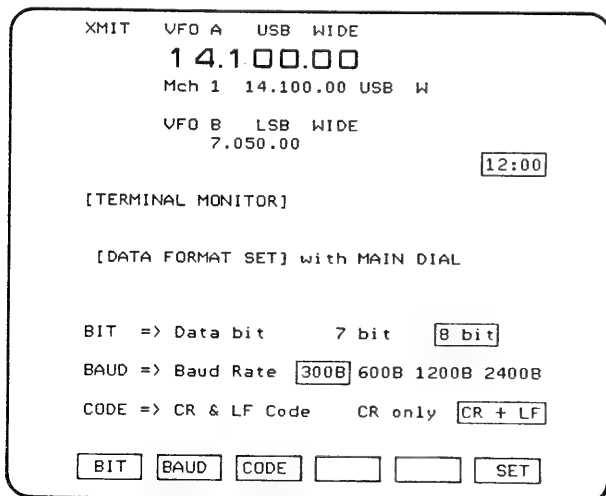 XMIT VFO A USB WIDE
14.100.00
Mch 1 14.100.00 USB W
VFO B LSB WIDE
7.050.00
12:00
[TERMINAL MONITOR]
[DATA FORMAT SET] with MAIN DIAL
BIT => Data bit 7 bit 8 bit
BAUD => Baud Rate 300B 600B 1200B 2400B
CODE => CR & LF Code CR only CR + LF
BIT BAUD CODE SET